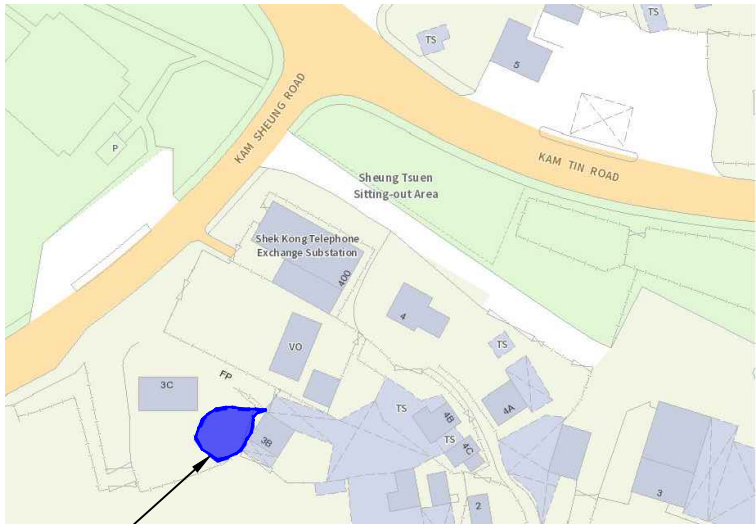 TS
TS
5
KAM SHEUNG ROAD
P
KAM TIN ROAD
Sheung Tsuen
Sitting-out Area
Shek Kong Telephone
Exchange Substation
400
4
VO
TS
FP
3C
TS
4B
4A
3B
TS
4C
3
2